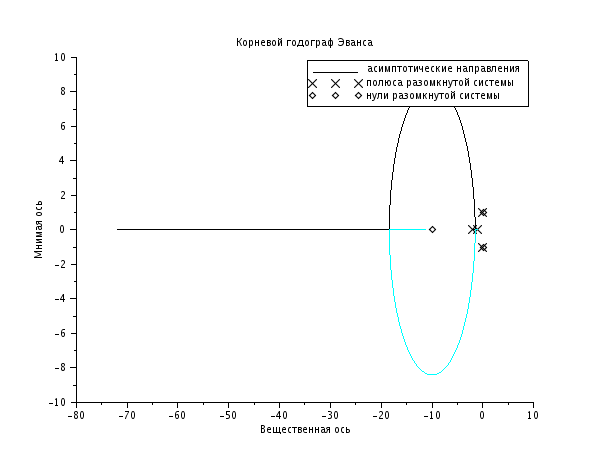 Корневой годограф Эванса
асимптотические направления
полюса разомкнутой системы
нули разомкнутой системы
10
8
6
4
2
0
-2
-4
-6
-8
-10
Мнимая ось
-80 -70 -60 -50 -40 -30 -20 -10 0 10
Вещественная ось